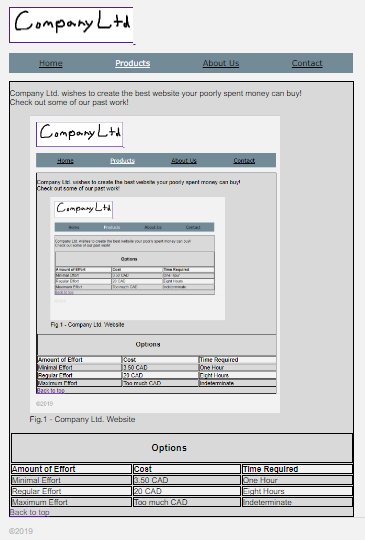 Company Ltd
Home Products About Us Contact
Company Ltd. wishes to create the best website your poorly spent money can buy!
Check out some of our past work!
Company Ltd
Home Products About Us Contact
Company Ltd. wishes to create the best website your poorly spent money can buy!
Check out some of our past work!
Company Ltd
Home Products About Us Contact
Company Ltd. wishes to create the best website your poorly spent money can buy!
Check out some of our past work!
Options
Amount of Effort Cost Time Required
Minimal Effort 3.50 CAD One Hour
Regular Effort 20 CAD Eight Hours
Maximum Effort Too much CAD Indeterminate
Back to top
Fig.1 - Company Ltd. Website
Options
Amount of Effort Cost Time Required
Minimal Effort 3.50 CAD One Hour
Regular Effort 20 CAD Eight Hours
Maximum Effort Too much CAD Indeterminate
Back to top
©2019
Fig.1 - Company Ltd. Website
Options
Amount of Effort Cost Time Required
Minimal Effort 3.50 CAD One Hour
Regular Effort 20 CAD Eight Hours
Maximum Effort Too much CAD Indeterminate
Back to top
©2019